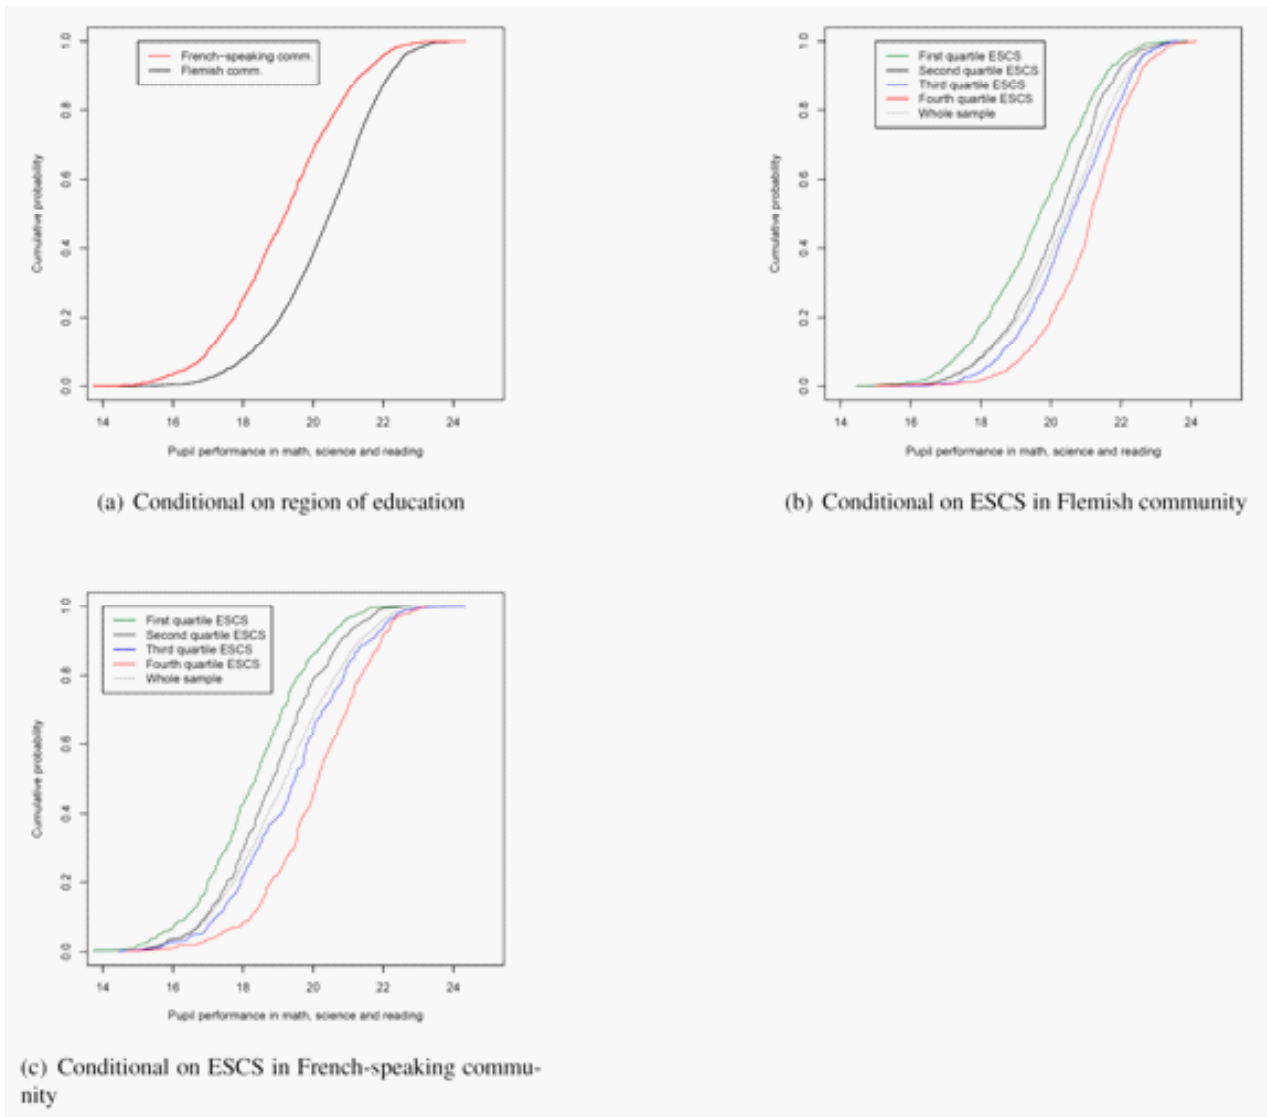 1.0
0.8
0.6
0.4
0.2
0.0
Cumulative probability
French-speaking comm.
Flemish comm.
14 16 18 20 22 24
Pupil performance in math, science and reading
(a) Conditional on region of education
1.0
0.8
0.6
0.4
0.2
0.0
Cumulative probability
First quartile ESCS
Second quartile ESCS
Third quartile ESCS
Fourth quartile ESCS
Whole sample
14 16 18 20 22 24
Pupil performance in math, science and reading
(b) Conditional on ESCS in Flemish community
1.0
0.8
0.6
0.4
0.2
0.0
Cumulative probability
First quartile ESCS
Second quartile ESCS
Third quartile ESCS
Fourth quartile ESCS
Whole sample
14 16 18 20 22 24
Pupil performance in math, science and reading
(c) Conditional on ESCS in French-speaking commu-
nity